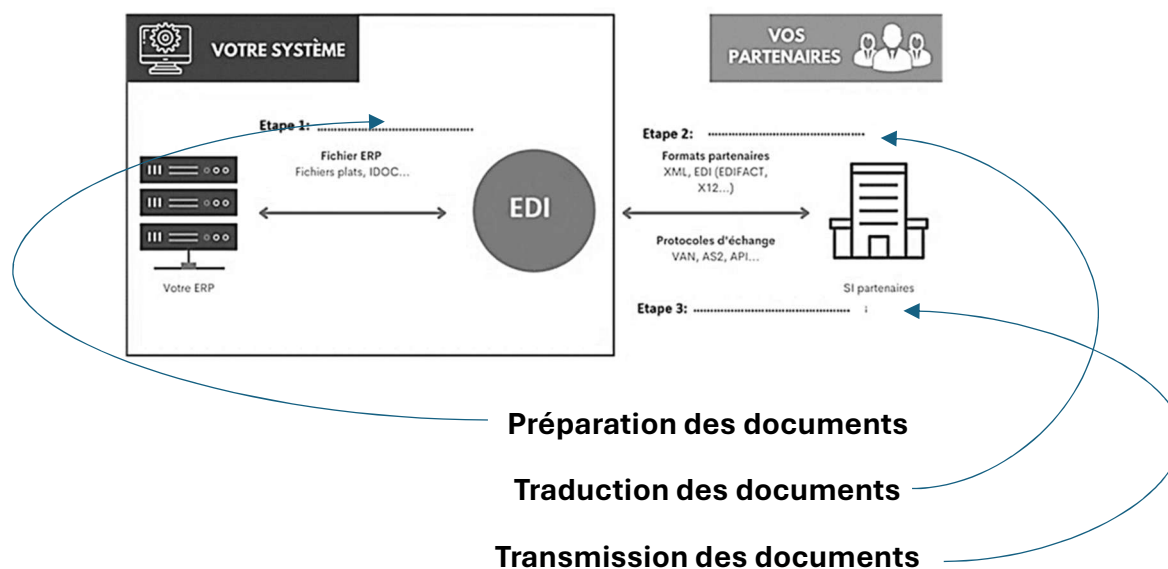 VOTRE SYSTÈME
VOS
PARTENAIRES
Etape 1: ................................................
Fichier ERP
Fichiers plats, IDOC...
Votre ERP
EDI
Etape 2: ................................................
Formats partenaires
XML, EDI (EDIFACT,
X12...)
Protocoles d'échange
VAN, AS2, API...
SI partenaires
Etape 3: ................................................ :
Préparation des documents
Traduction des documents
Transmission des documents